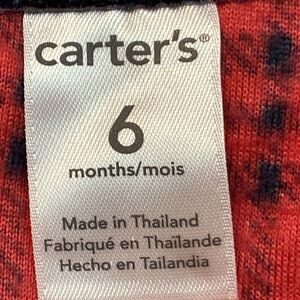 carter's®
6
months/mois
Made in Thailand
Fabriqué en Thaïlande
Hecho en Tailandia